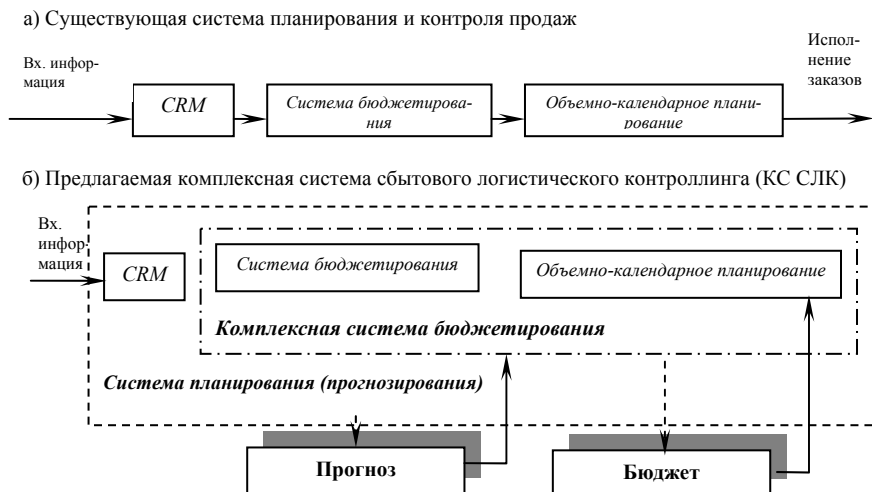 а) Существующая система планирования и контроля продаж
Вх. инфор-
мация
CRM
Система бюджетирова-
ния
Объемно-календарное плани-
рование
Испол-
нение
заказов
б) Предлагаемая комплексная система сбытового логистического контроллинга (КС СЛК)
Вх.
инфор-
мация
CRM
Система бюджетирования
Объемно-календарное планирование
Комплексная система бюджетирования
Система планирования (прогнозирования)
Прогноз
Бюджет